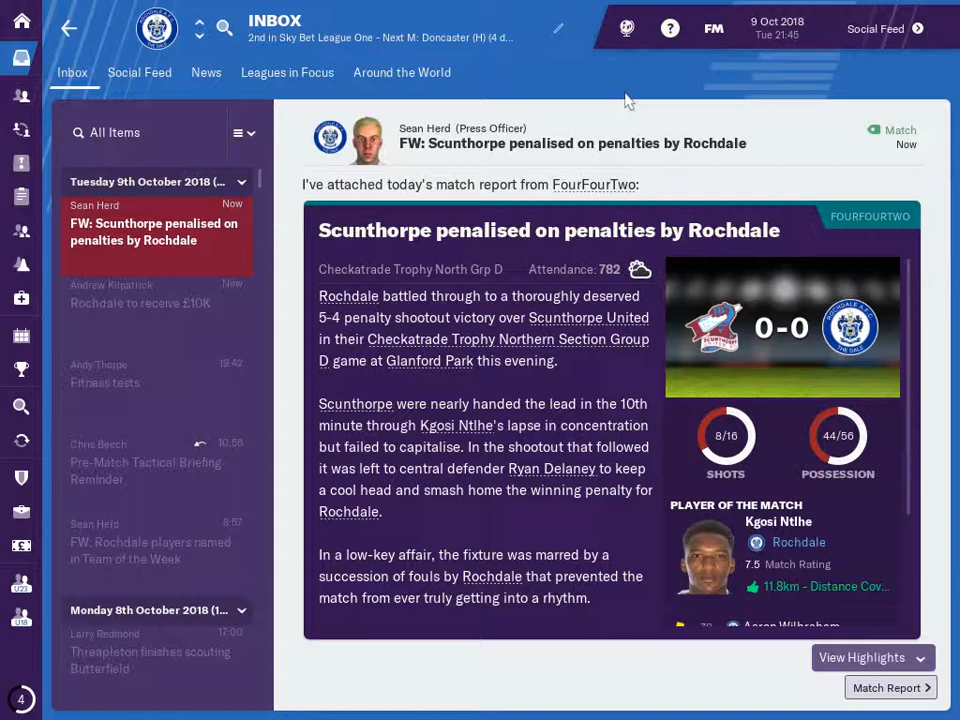 INBOX
2nd in Sky Bet League One - Next M: Doncaster (H) (4 d...
? FM
9 Oct 2018
Tue 21:45
Social Feed
Inbox Social Feed News Leagues in Focus Around the World
All Items
Tuesday 9th October 2018 (...
Sean Herd Now
FW: Scunthorpe penalised on
penalties by Rochdale
Andrew Kilpatrick Now
Rochdale to receive £10K
Andy Thorpe 19:42
Fitness tests
Chris Beech 10:56
Pre-Match Tactical Briefing
Reminder
Sean Herd 8:57
FW: Rochdale players named
in Team of the Week
Monday 8th October 2018 (1...
Larry Redmond 17:00
Threapleton finishes scouting
Butterfield
U23
U18
4
Sean Herd (Press Officer)
FW: Scunthorpe penalised on penalties by Rochdale
Match
Now
I've attached today's match report from FourFourTwo:
FOURFOURTWO
Scunthorpe penalised on penalties by Rochdale
Checkatrade Trophy North Grp D Attendance: 782
Rochdale battled through to a thoroughly deserved
5-4 penalty shootout victory over Scunthorpe United
in their Checkatrade Trophy Northern Section Group
D game at Glanford Park this evening.
Scunthorpe were nearly handed the lead in the 10th
minute through Kgosi Ntlhe's lapse in concentration
but failed to capitalise. In the shootout that followed
it was left to central defender Ryan Delaney to keep
a cool head and smash home the winning penalty for
Rochdale.
In a low-key affair, the fixture was marred by a
succession of fouls by Rochdale that prevented the
match from ever truly getting into a rhythm.
0-0
8/16
SHOTS
44/56
POSSESSION
PLAYER OF THE MATCH
Kgosi Ntlhe
Rochdale
7.5 Match Rating
11.8km - Distance Cov...
Aaron Wilbraham
View Highlights
Match Report